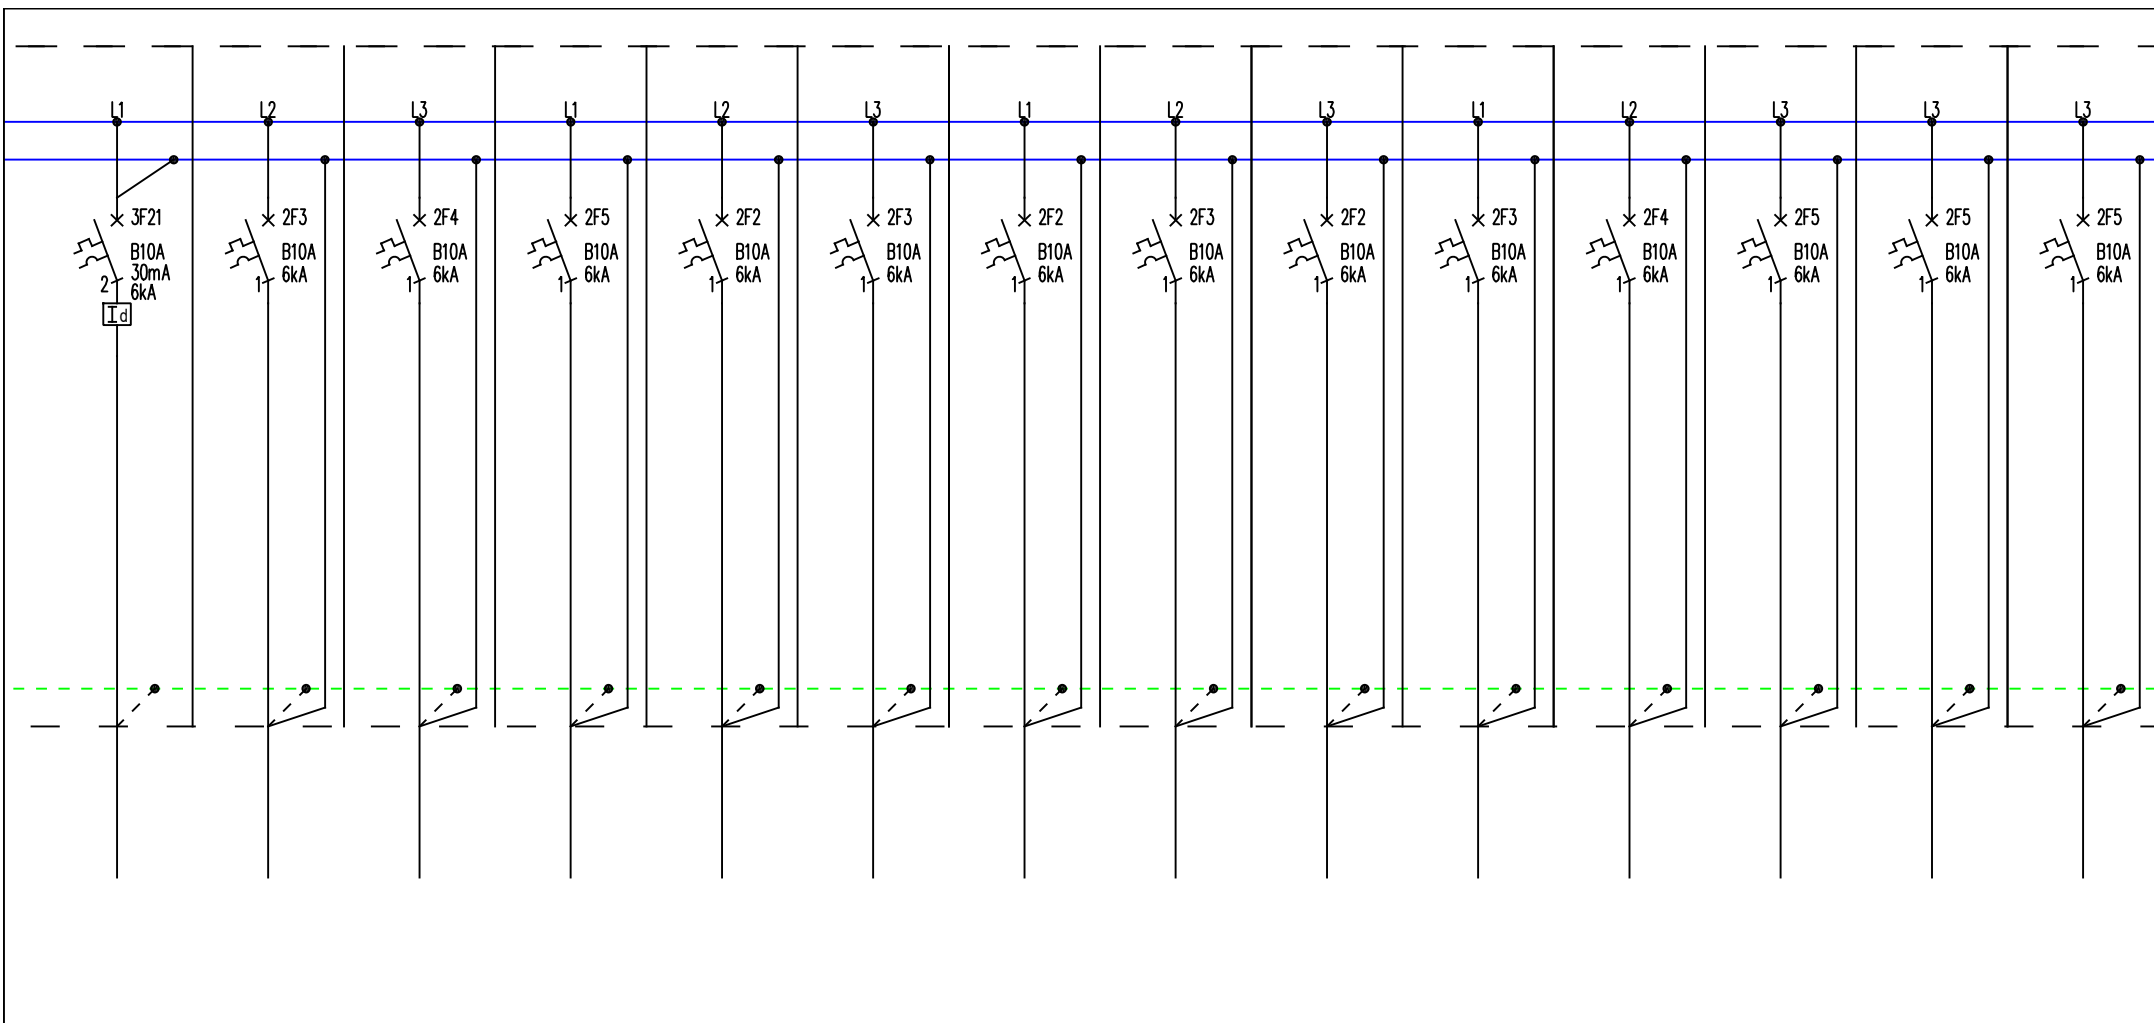 L1 L2 L3 L1 L2 L3 L1 L2 L3 L1 L2 L3 L3 L3
3F21 2F3 2F4 2F5 2F2 2F3 2F2 2F3 2F2 2F3 2F4 2F5 2F5 2F5
B10A B10A B10A B10A B10A B10A B10A B10A B10A B10A B10A B10A B10A B10A
30mA 6kA 6kA 6kA 6kA 6kA 6kA 6kA 6kA 6kA 6kA 6kA 6kA 6kA
2 1 1 1 1 1 1 1 1 1 1 1 1 1
6kA
Id